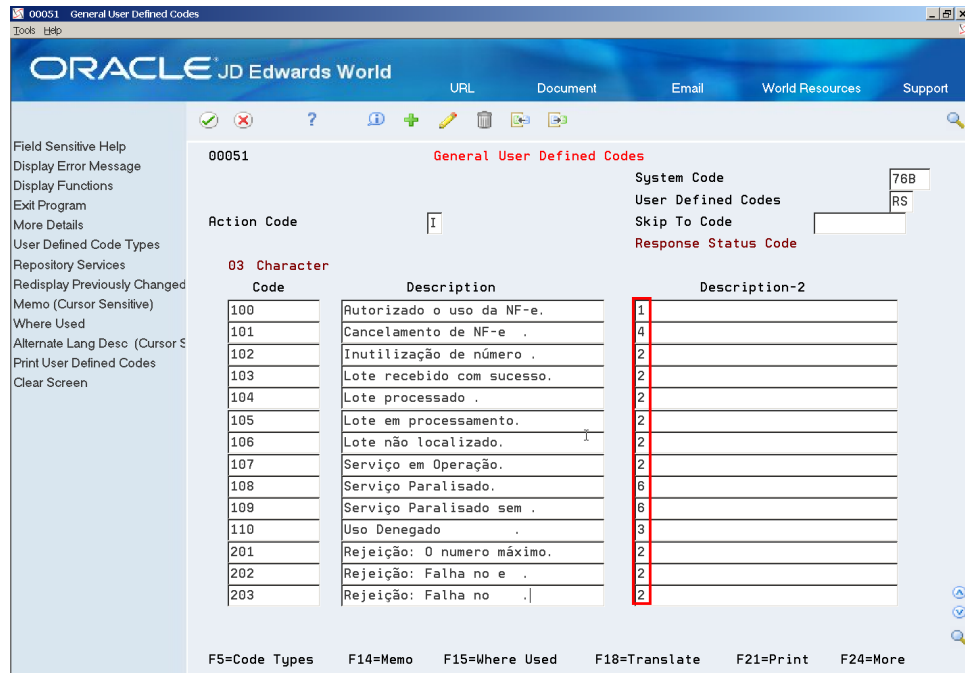 00051 General User Defined Codes
Tools Help
ORACLE JD Edwards World
URL Document Email World Resources Support
Field Sensitive Help
Display Error Message
Display Functions
Exit Program
More Details
User Defined Code Types
Repository Services
Redisplay Previously Changed
Memo (Cursor Sensitive)
Where Used
Alternate Lang Desc (Cursor S
Print User Defined Codes
Clear Screen
00051 General User Defined Codes
System Code 76B
User Defined Codes RS
Action Code I Skip To Code
Response Status Code
03 Character
Code Description Description-2
100 Autorizado o uso da NF-e. 1
101 Cancelamento de NF-e . 4
102 Inutilização de número . 2
103 Lote recebido com sucesso. 2
104 Lote processado . 2
105 Lote em processamento. 2
106 Lote não localizado. 2
107 Serviço em Operação. 2
108 Serviço Paralisado. 6
109 Serviço Paralisado sem . 6
110 Uso Denegado . 3
201 Rejeição: O numero máximo. 2
202 Rejeição: Falha no e . 2
203 Rejeição: Falha no . 2
F5=Code Types F14=Memo F15=Where Used F18=Translate F21=Print F24=More